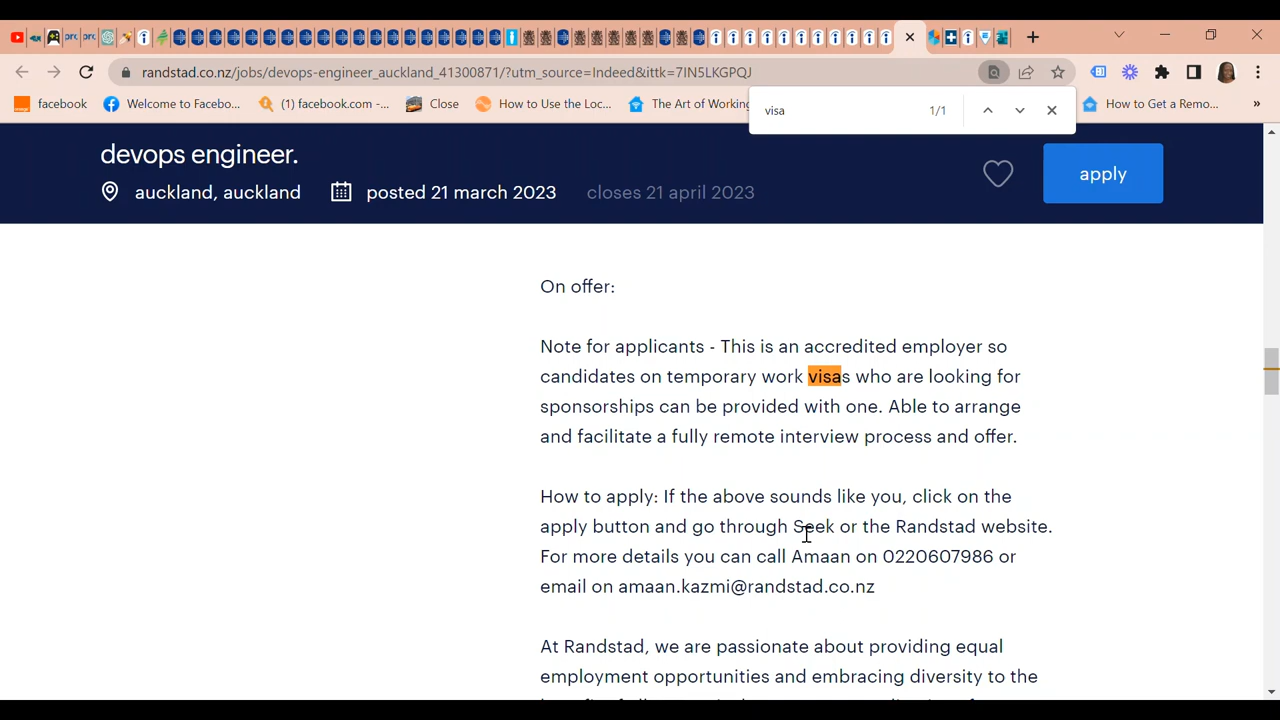 randstad.co.nz/jobs/devops-engineer_auckland_41300871/?utm_source=Indeed&ittk=7IN5LKGPQJ
facebook
Welcome to Facebo...
(1) facebook.com -...
Close
How to Use the Loc...
The Art of Working
How to Get a Remo...
»
visa
1/1
devops engineer.
auckland, auckland
posted 21 march 2023
closes 21 april 2023
apply
On offer:
Note for applicants - This is an accredited employer so
candidates on temporary work visas who are looking for
sponsorships can be provided with one. Able to arrange
and facilitate a fully remote interview process and offer.
How to apply: If the above sounds like you, click on the
apply button and go through Seek or the Randstad website.
For more details you can call Amaan on 0220607986 or
email on amaan.kazmi@randstad.co.nz
At Randstad, we are passionate about providing equal
employment opportunities and embracing diversity to the